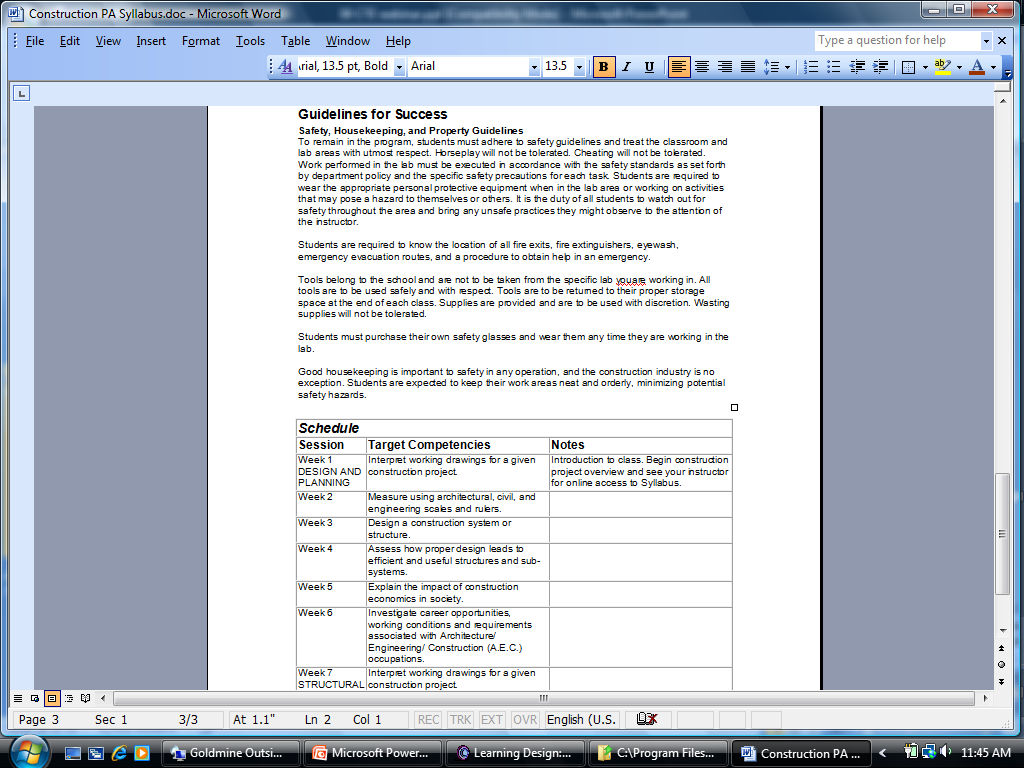 Construction PA Syllabus.doc - Microsoft Word
File Edit View Insert Format Tools Table Window Help Type a question for help
rial, 13.5 pt, Bold Arial 13.5 B I U
Guidelines for Success
Safety, Housekeeping, and Property Guidelines
To remain in the program, students must adhere to safety guidelines and treat the classroom and
lab areas with utmost respect. Horseplay will not be tolerated. Cheating will not be tolerated.
Work performed in the lab must be executed in accordance with the safety standards as set forth
by department policy and the specific safety precautions for each task. Students are required to
wear the appropriate personal protective equipment when in the lab area or working on activities
that may pose a hazard to themselves or others. It is the duty of all students to watch out for
safety throughout the area and bring any unsafe practices they might observe to the attention of
the instructor.
Students are required to know the location of all fire exits, fire extinguishers, eyewash,
emergency evacuation routes, and a procedure to obtain help in an emergency.
Tools belong to the school and are not to be taken from the specific lab youare working in. All
tools are to be used safely and with respect. Tools are to be returned to their proper storage
space at the end of each class. Supplies are provided and are to be used with discretion. Wasting
supplies will not be tolerated.
Students must purchase their own safety glasses and wear them any time they are working in the
lab.
Good housekeeping is important to safety in any operation, and the construction industry is no
exception. Students are expected to keep their work areas neat and orderly, minimizing potential
safety hazards.
Schedule
Session Target Competencies Notes
Week 1 Interpret working drawings for a given Introduction to class. Begin construction
DESIGN AND construction project. project overview and see your instructor
PLANNING for online access to Syllabus.
Week 2 Measure using architectural, civil, and
engineering scales and rulers.
Week 3 Design a construction system or
structure.
Week 4 Assess how proper design leads to
efficient and useful structures and sub-
systems.
Week 5 Explain the impact of construction
economics in society.
Week 6 Investigate career opportunities,
working conditions and requirements
associated with Architecture/
Engineering/ Construction (A.E.C.)
occupations.
Week 7 Interpret working drawings for a given
STRUCTURAL construction project.
Page 3 Sec 1 3/3 At 1.1" Ln 2 Col 1 REC TRK EXT OVR English (U.S.
Goldmine Outsi... Microsoft Power... Learning Design:... C:\Program Files... Construction PA ... 11:45 AM